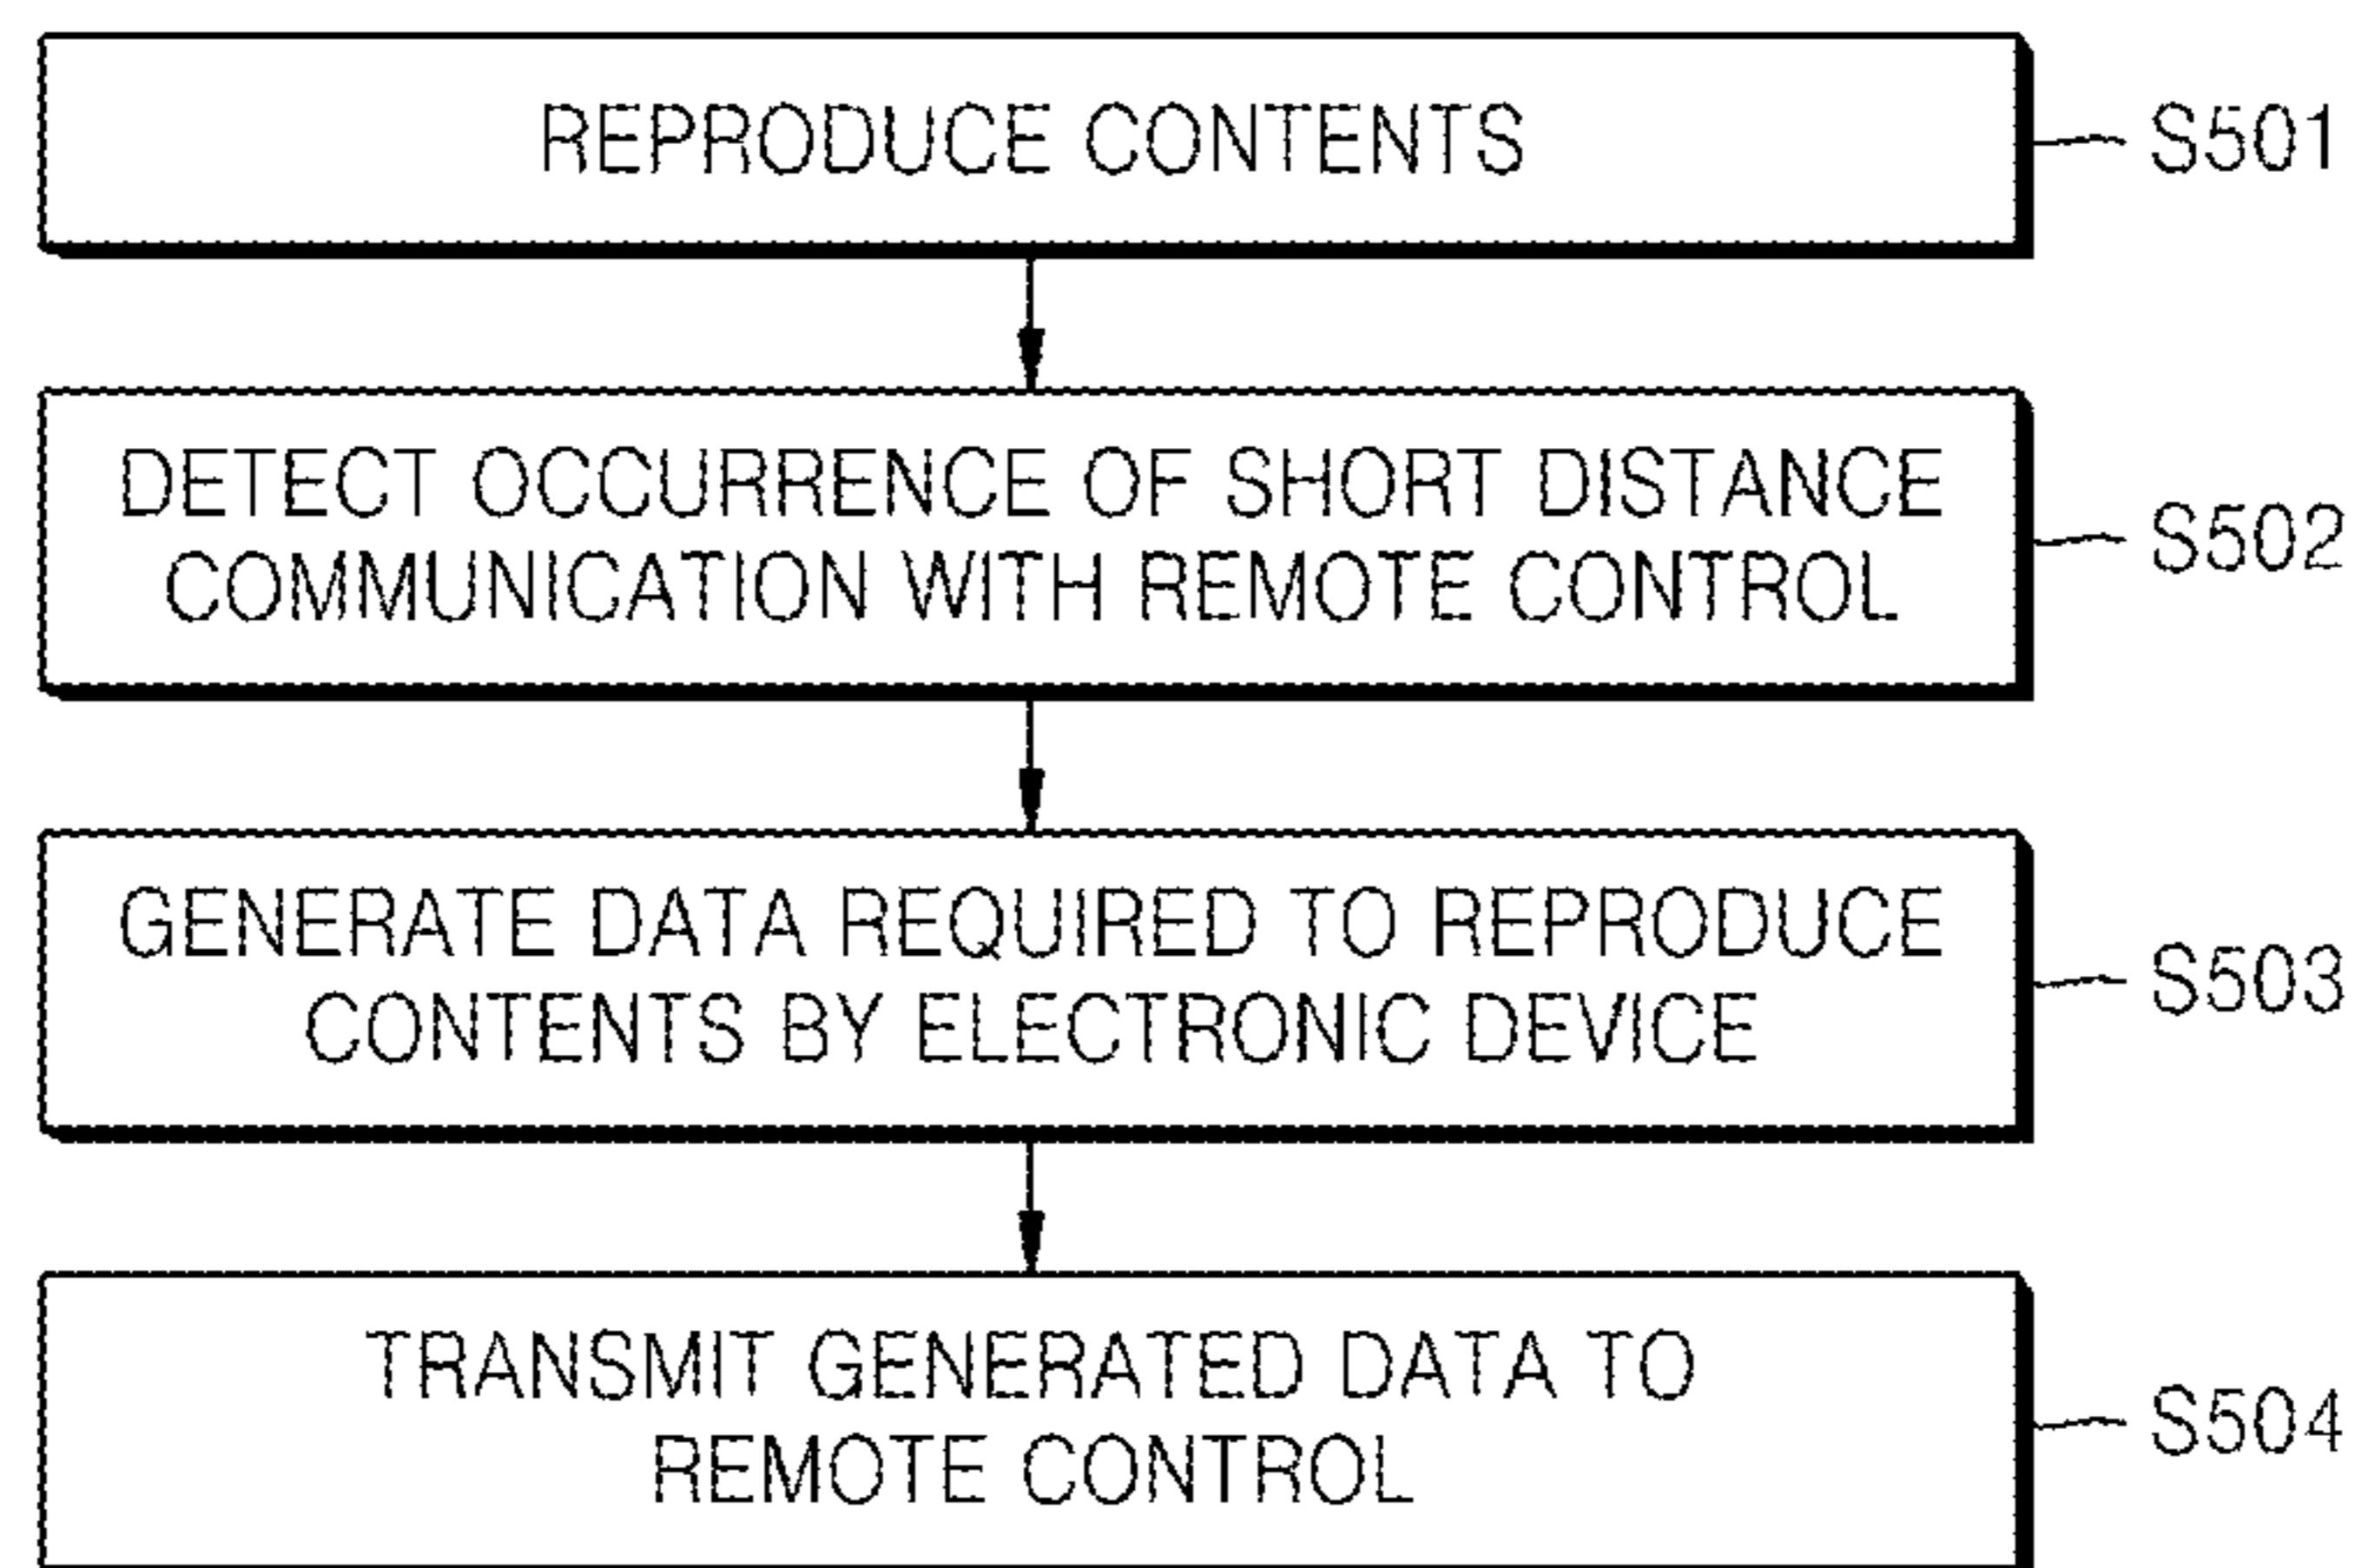 REPRODUCE CONTENTS
S501
DETECT OCCURRENCE OF SHORT DISTANCE
COMMUNICATION WITH REMOTE CONTROL
S502
GENERATE DATA REQUIRED TO REPRODUCE
CONTENTS BY ELECTRONIC DEVICE
S503
TRANSMIT GENERATED DATA TO
REMOTE CONTROL
S504